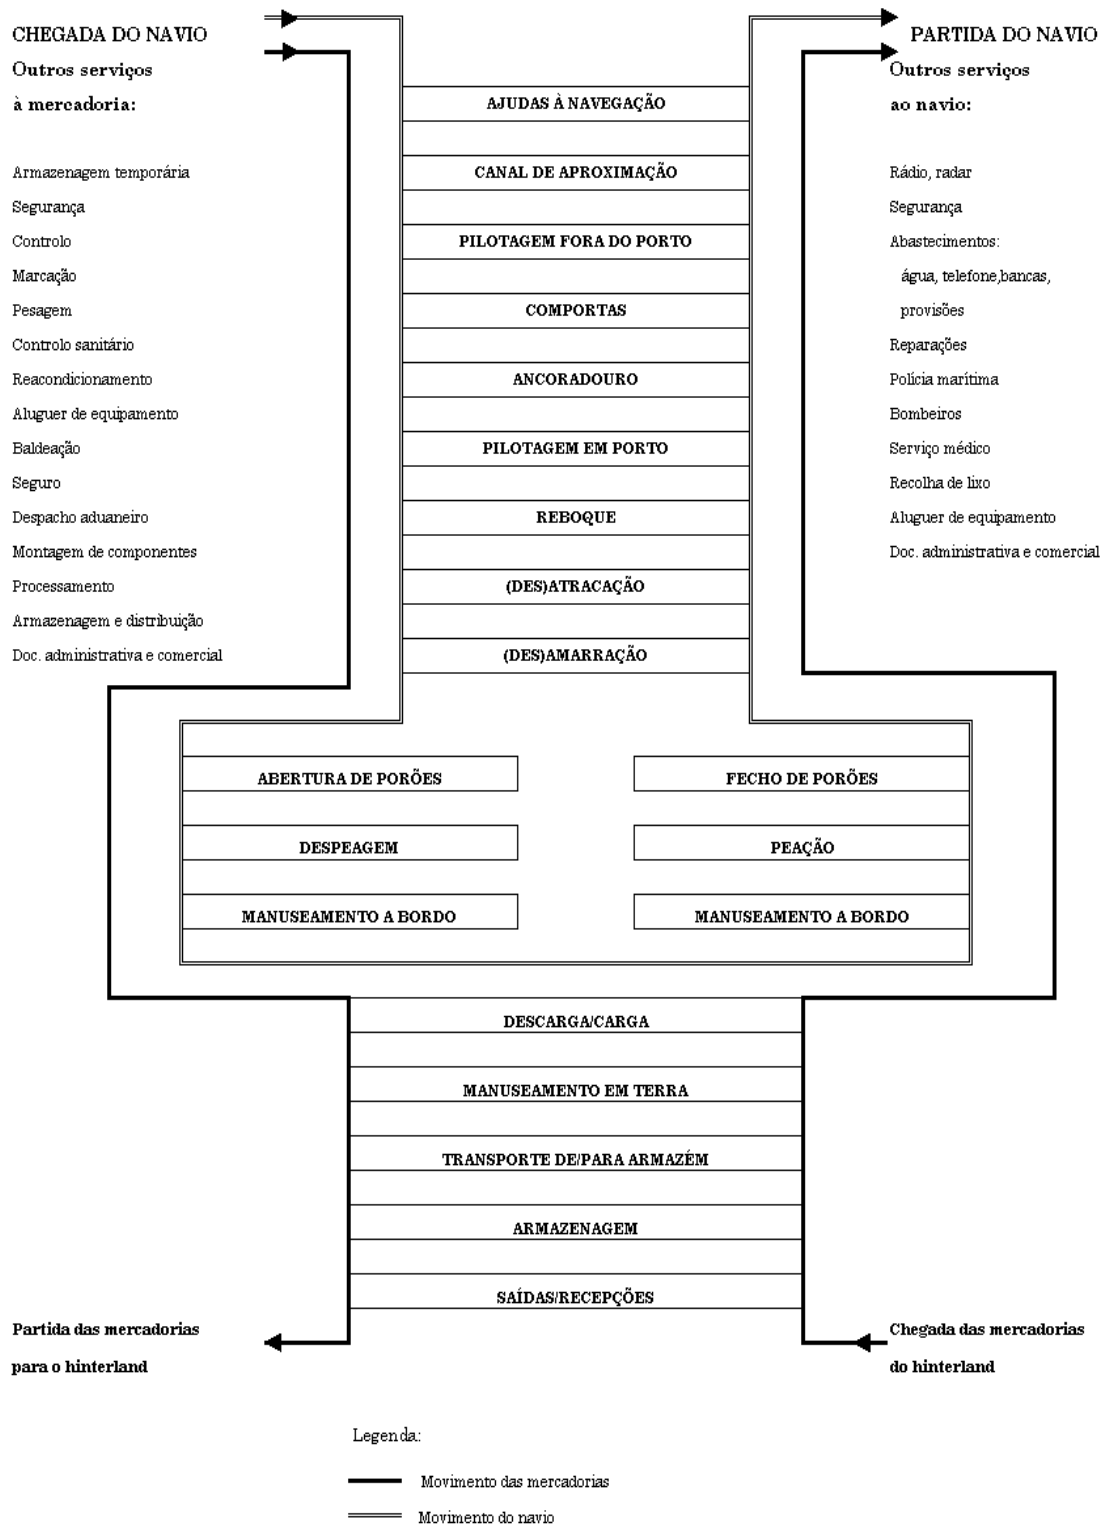 CHEGADA DO NAVIO
Outros serviços
à mercadoria:
Armazenagem temporária
Segurança
Controlo
Marcação
Pesagem
Controlo sanitário
Reacondicionamento
Aluguer de equipamento
Baldeação
Seguro
Despacho aduaneiro
Montagem de componentes
Processamento
Armazenagem e distribuição
Doc. administrativa e comercial
AJUDAS À NAVEGAÇÃO
CANAL DE APROXIMAÇÃO
PILOTAGEM FORA DO PORTO
COMPORTAS
ANCORADOURO
PILOTAGEM EM PORTO
REBOQUE
(DES)ATRACAÇÃO
(DES)AMARRAÇÃO
PARTIDA DO NAVIO
Outros serviços
ao navio:
Rádio, radar
Segurança
Abastecimentos:
água, telefone,bancas,
provisões
Reparações
Polícia marítima
Bombeiros
Serviço médico
Recolha de lixo
Aluguer de equipamento
Doc. administrativa e comercial
ABERTURA DE PORÕES
DESPEAGEM
MANUSEAMENTO A BORDO
FECHO DE PORÕES
PEAÇÃO
MANUSEAMENTO A BORDO
DESCARGA/CARGA
MANUSEAMENTO EM TERRA
TRANSPORTE DE/PARA ARMAZÉM
ARMAZENAGEM
SAÍDAS/RECEPÇÕES
Partida das mercadorias
para o hinterland
Chegada das mercadorias
do hinterland
Legenda:
Movimento das mercadorias
Movimento do navio